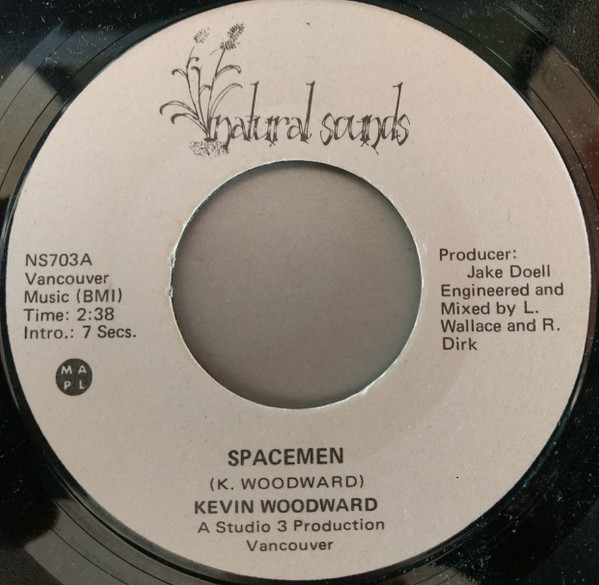 natural sounds
NS703A
Vancouver
Music (BMI)
Time: 2:38
Intro.: 7 Secs.
M A
P L
Producer:
Jake Doell
Engineered and
Mixed by L.
Wallace and R.
Dirk
SPACEMEN
(K. WOODWARD)
KEVIN WOODWARD
A Studio 3 Production
Vancouver